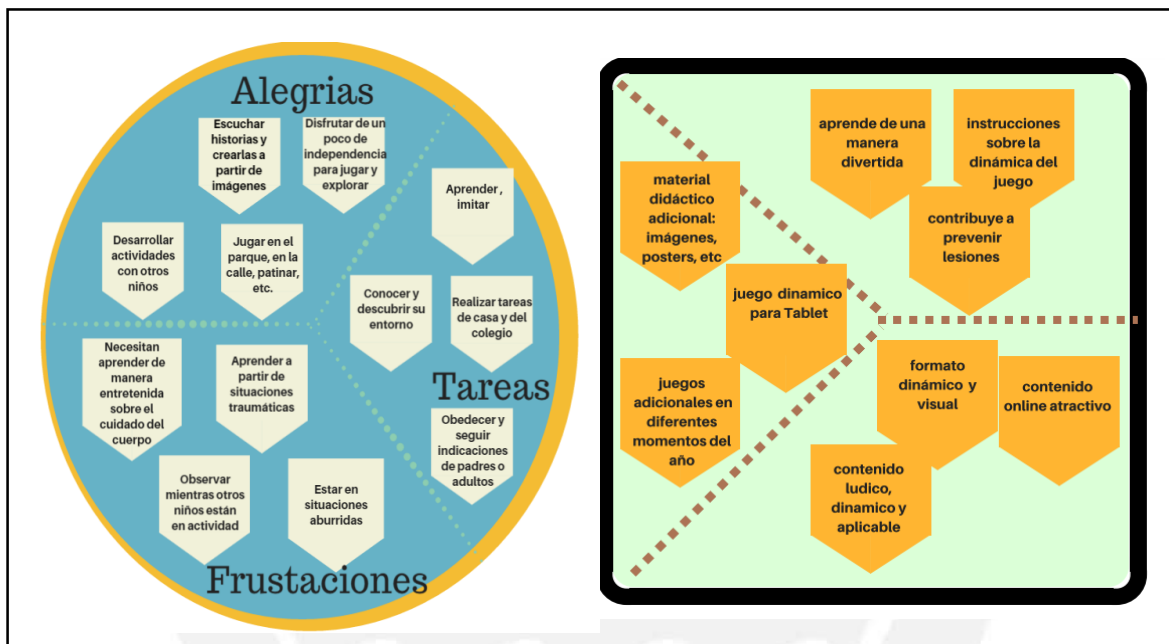 Alegrias
Escuchar
historias y
crearlas a
partir de
imágenes
Disfrutar de un
poco de
independencia
para jugar y
explorar
Desarrollar
actividades
con otros
niños
Jugar en el
parque, en la
calle, patinar,
etc.
Aprender ,
imitar
Conocer y
descubrir su
entorno
Realizar tareas
de casa y del
colegio
Tareas
Obedecer y
seguir
indicaciones
de padres o
adultos
Necesitan
aprender de
manera
entretenida
sobre el
cuidado del
cuerpo
Aprender a
partir de
situaciones
traumáticas
Observar
mientras otros
niños están
en actividad
Estar en
situaciones
aburridas
Frustaciones
material
didáctico
adicional:
imágenes,
posters, etc
juego dinamico
para Tablet
juegos
adicionales en
diferentes
momentos del
año
aprende de una
manera
divertida
instrucciones
sobre la
dinámica del
juego
contribuye a
prevenir
lesiones
formato
dinámico y
visual
contenido
online atractivo
contenido
ludico,
dinamico y
aplicable